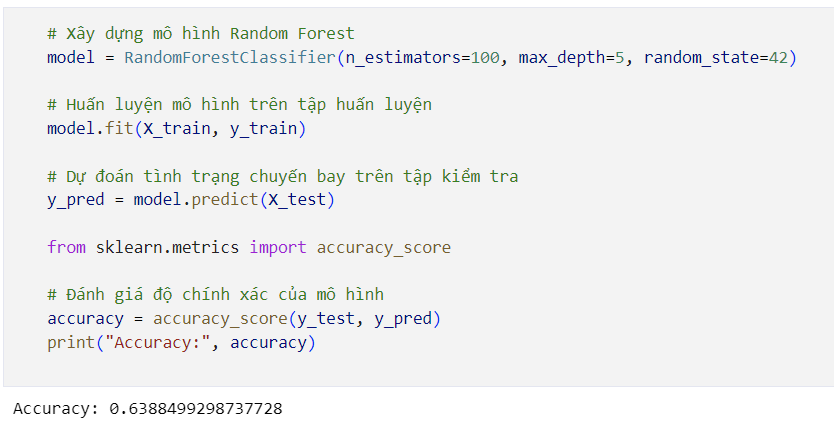 # Xây dựng mô hình Random Forest
model = RandomForestClassifier(n_estimators=100, max_depth=5, random_state=42)
# Huấn luyện mô hình trên tập huấn luyện
model.fit(X_train, y_train)
# Dự đoán tình trạng chuyến bay trên tập kiểm tra
y_pred = model.predict(X_test)
from sklearn.metrics import accuracy_score
# Đánh giá độ chính xác của mô hình
accuracy = accuracy_score(y_test, y_pred)
print("Accuracy:", accuracy)
Accuracy: 0.6388499298737728